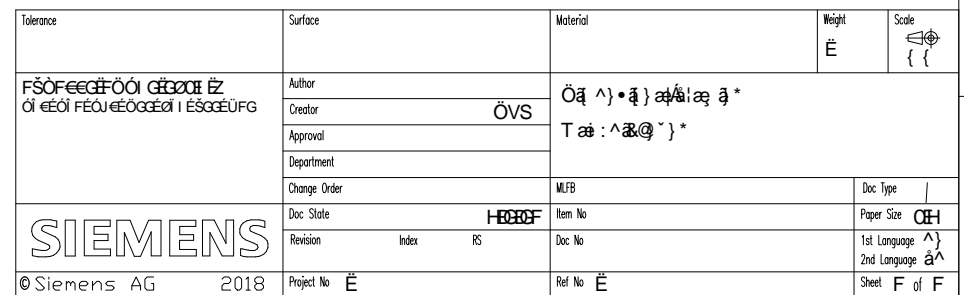 Tolerance
Surface
Material
Weight
Ë
Scale
{ {
Author
Creator ÖVS
Approval
Department
Change Order
MLFB
Doc Type
Doc State
Item No
Paper Size
SIEMENS
Revision Index RS
Doc No
1st Language ^}
2nd Language å^
© Siemens AG 2018
Project No Ë
Ref No Ë
Sheet F of F